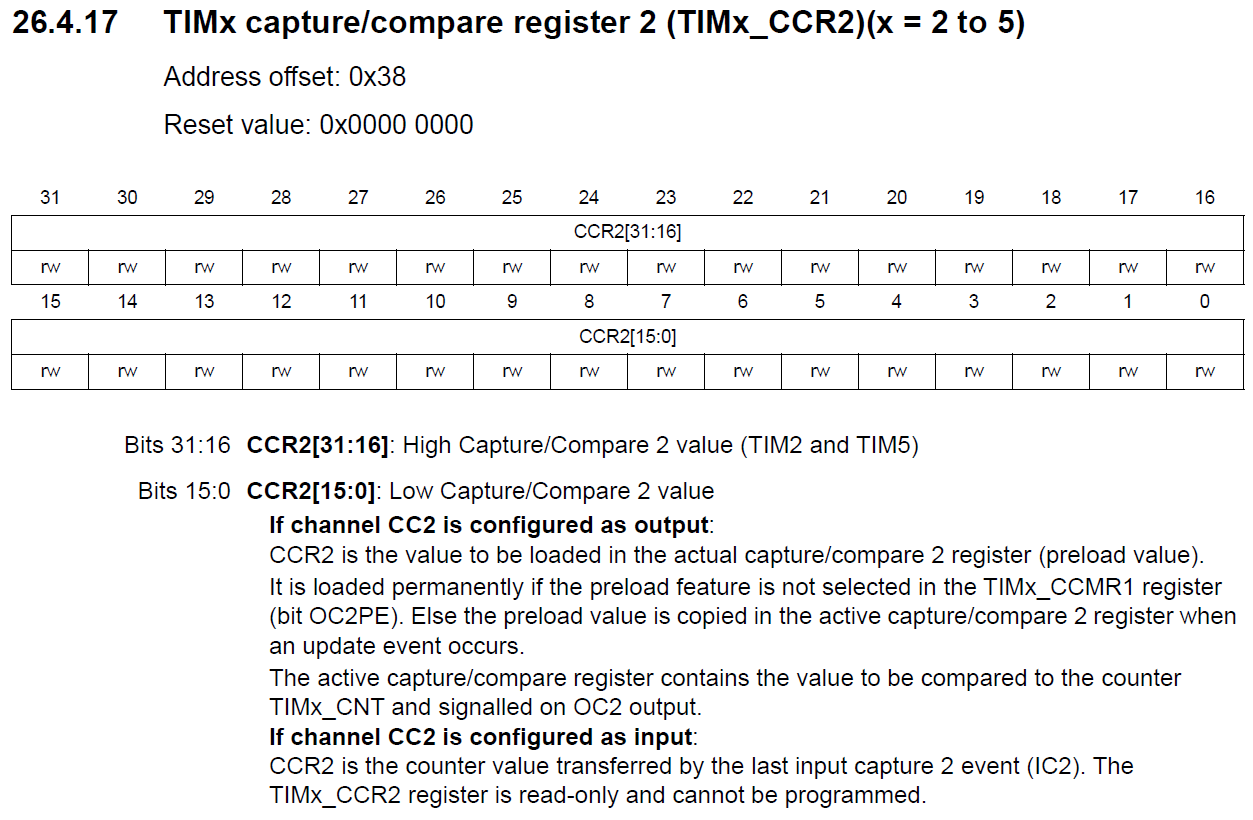 26.4.17 TIMx capture/compare register 2 (TIMx_CCR2)(x = 2 to 5)
Address offset: 0x38
Reset value: 0x0000 0000
31 30 29 28 27 26 25 24 23 22 21 20 19 18 17 16
CCR2[31:16]
rw rw rw rw rw rw rw rw rw rw rw rw rw rw rw rw
15 14 13 12 11 10 9 8 7 6 5 4 3 2 1 0
CCR2[15:0]
rw rw rw rw rw rw rw rw rw rw rw rw rw rw rw rw
Bits 31:16 CCR2[31:16]: High Capture/Compare 2 value (TIM2 and TIM5)
Bits 15:0 CCR2[15:0]: Low Capture/Compare 2 value
If channel CC2 is configured as output:
CCR2 is the value to be loaded in the actual capture/compare 2 register (preload value).
It is loaded permanently if the preload feature is not selected in the TIMx_CCMR1 register
(bit OC2PE). Else the preload value is copied in the active capture/compare 2 register when
an update event occurs.
The active capture/compare register contains the value to be compared to the counter
TIMx_CNT and signalled on OC2 output.
If channel CC2 is configured as input:
CCR2 is the counter value transferred by the last input capture 2 event (IC2). The
TIMx_CCR2 register is read-only and cannot be programmed.